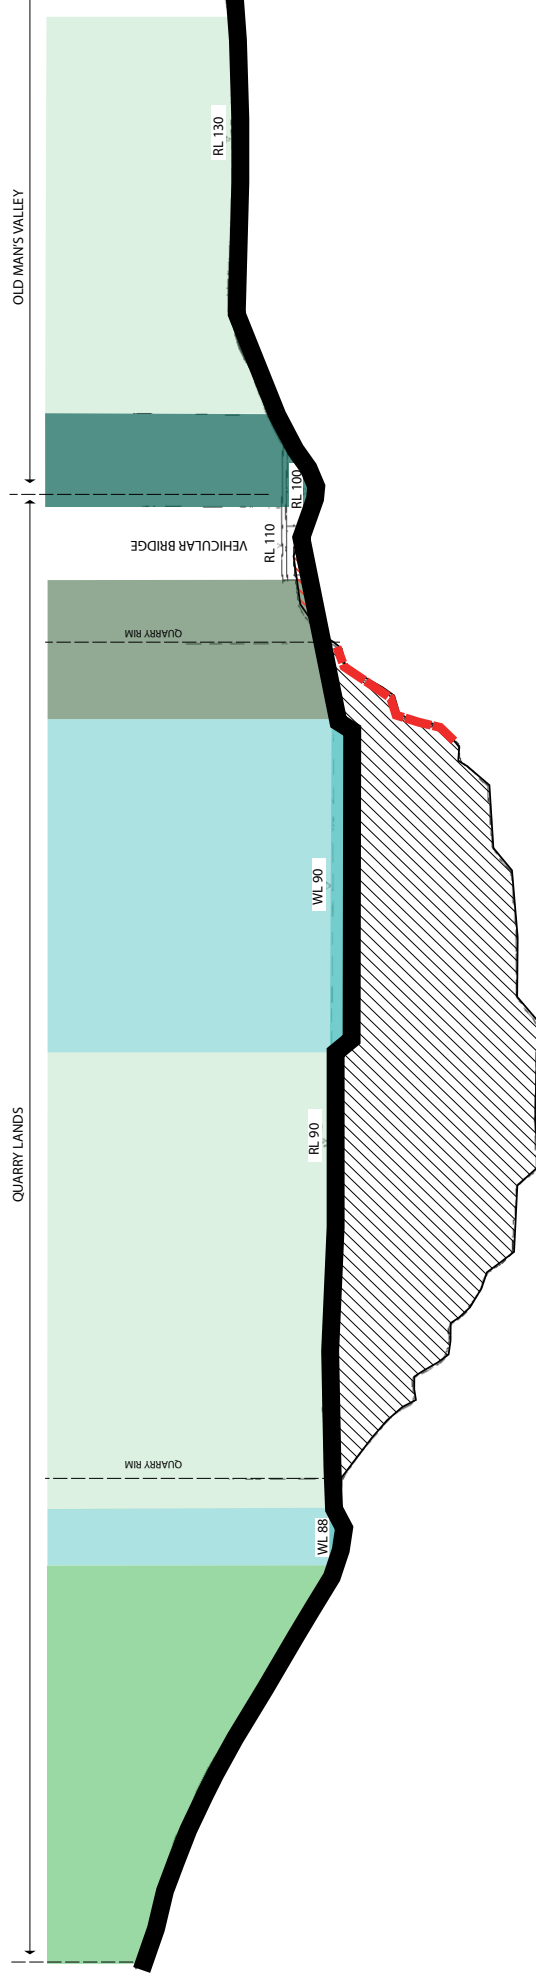 OLD MAN'S VALLEY
RL 130
RL 100
RL 110
VEHICULAR BRIDGE
QUARRY RIM
WL 90
QUARRY LANDS
RL 90
QUARRY RIM
WL 88